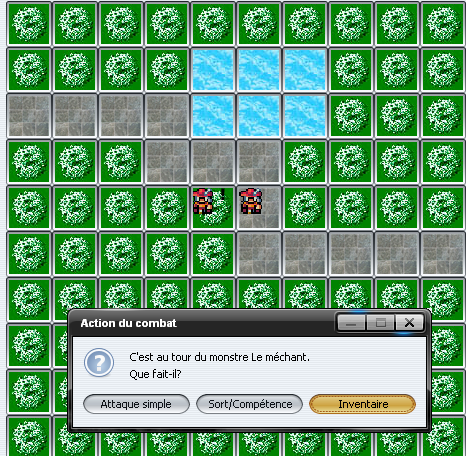 Action du combat
C'est au tour du monstre Le méchant.
Que fait-il?
Attaque simple
Sort/Compétence
Inventaire